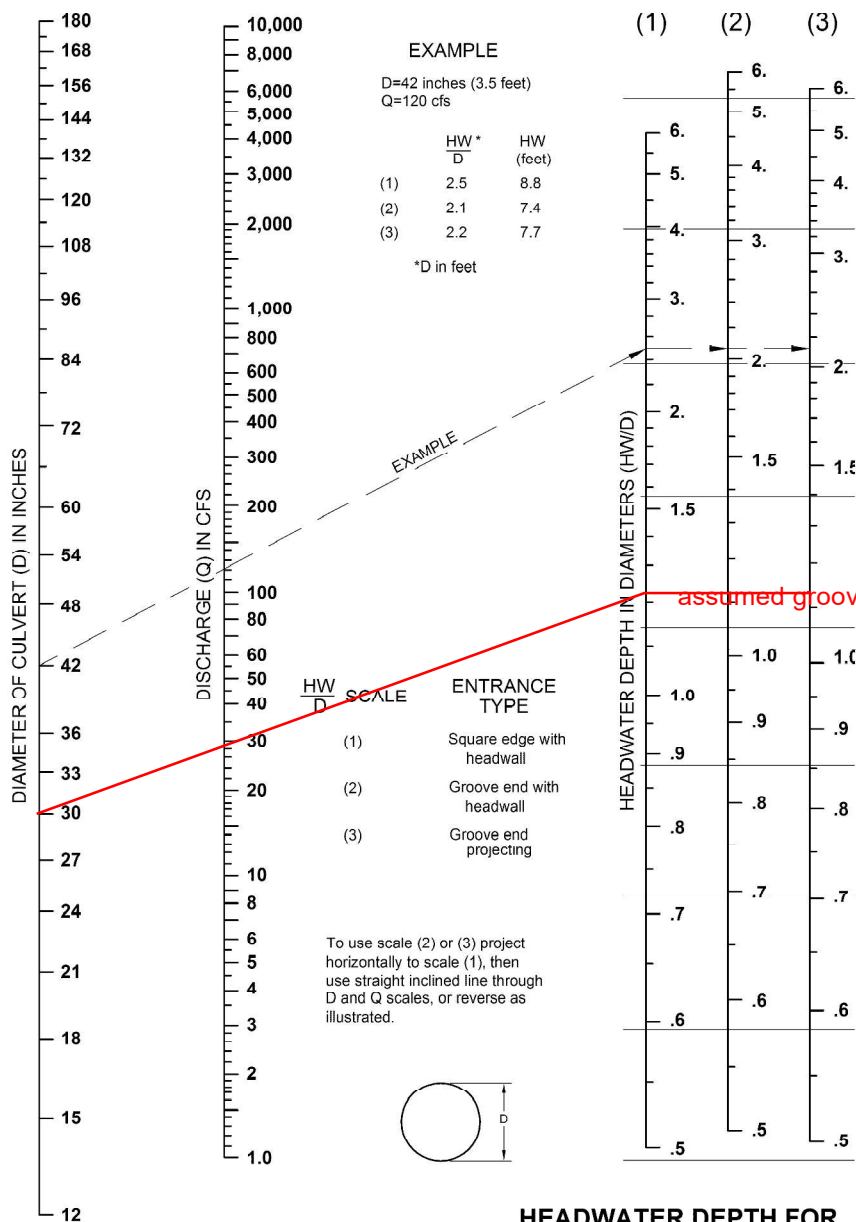 (1)
(2)
(3)
EXAMPLE
D=42 inches (3.5 feet)
Q=120 cfs
HW *
D
HW
(feet)
(1) 2.5 8.8
(2) 2.1 7.4
(3) 2.2 7.7
*D in feet
DIAMETER OF CULVERT (D) IN INCHES
180
168
156
144
132
120
108
96
84
72
60
54
48
42
36
33
30
27
24
21
18
15
12
DISCHARGE (Q) IN CFS
10,000
8,000
6,000
5,000
4,000
3,000
2,000
1,000
800
600
500
400
300
200
100
80
60
50
40
30
20
10
8
6
5
4
3
2
1.0
EXAMPLE
HW
D
SCALE
ENTRANCE
TYPE
(1) Square edge with
headwall
(2) Groove end with
headwall
(3) Groove end
projecting
To use scale (2) or (3) project
horizontally to scale (1), then
use straight inclined line through
D and Q scales, or reverse as
illustrated.
D
HEADWATER DEPTH IN DIAMETERS (HW/D)
6.
5.
4.
3.
2.
1.5
1.0
.9
.8
.7
.6
.5
6.
5.
4.
3.
2.
1.5
1.0
.9
.8
.7
.6
.5
6.
5.
4.
3.
2.
1.5
1.0
.9
.8
.7
.6
.5
assumed groov
HEADWATER DEPTH FOR